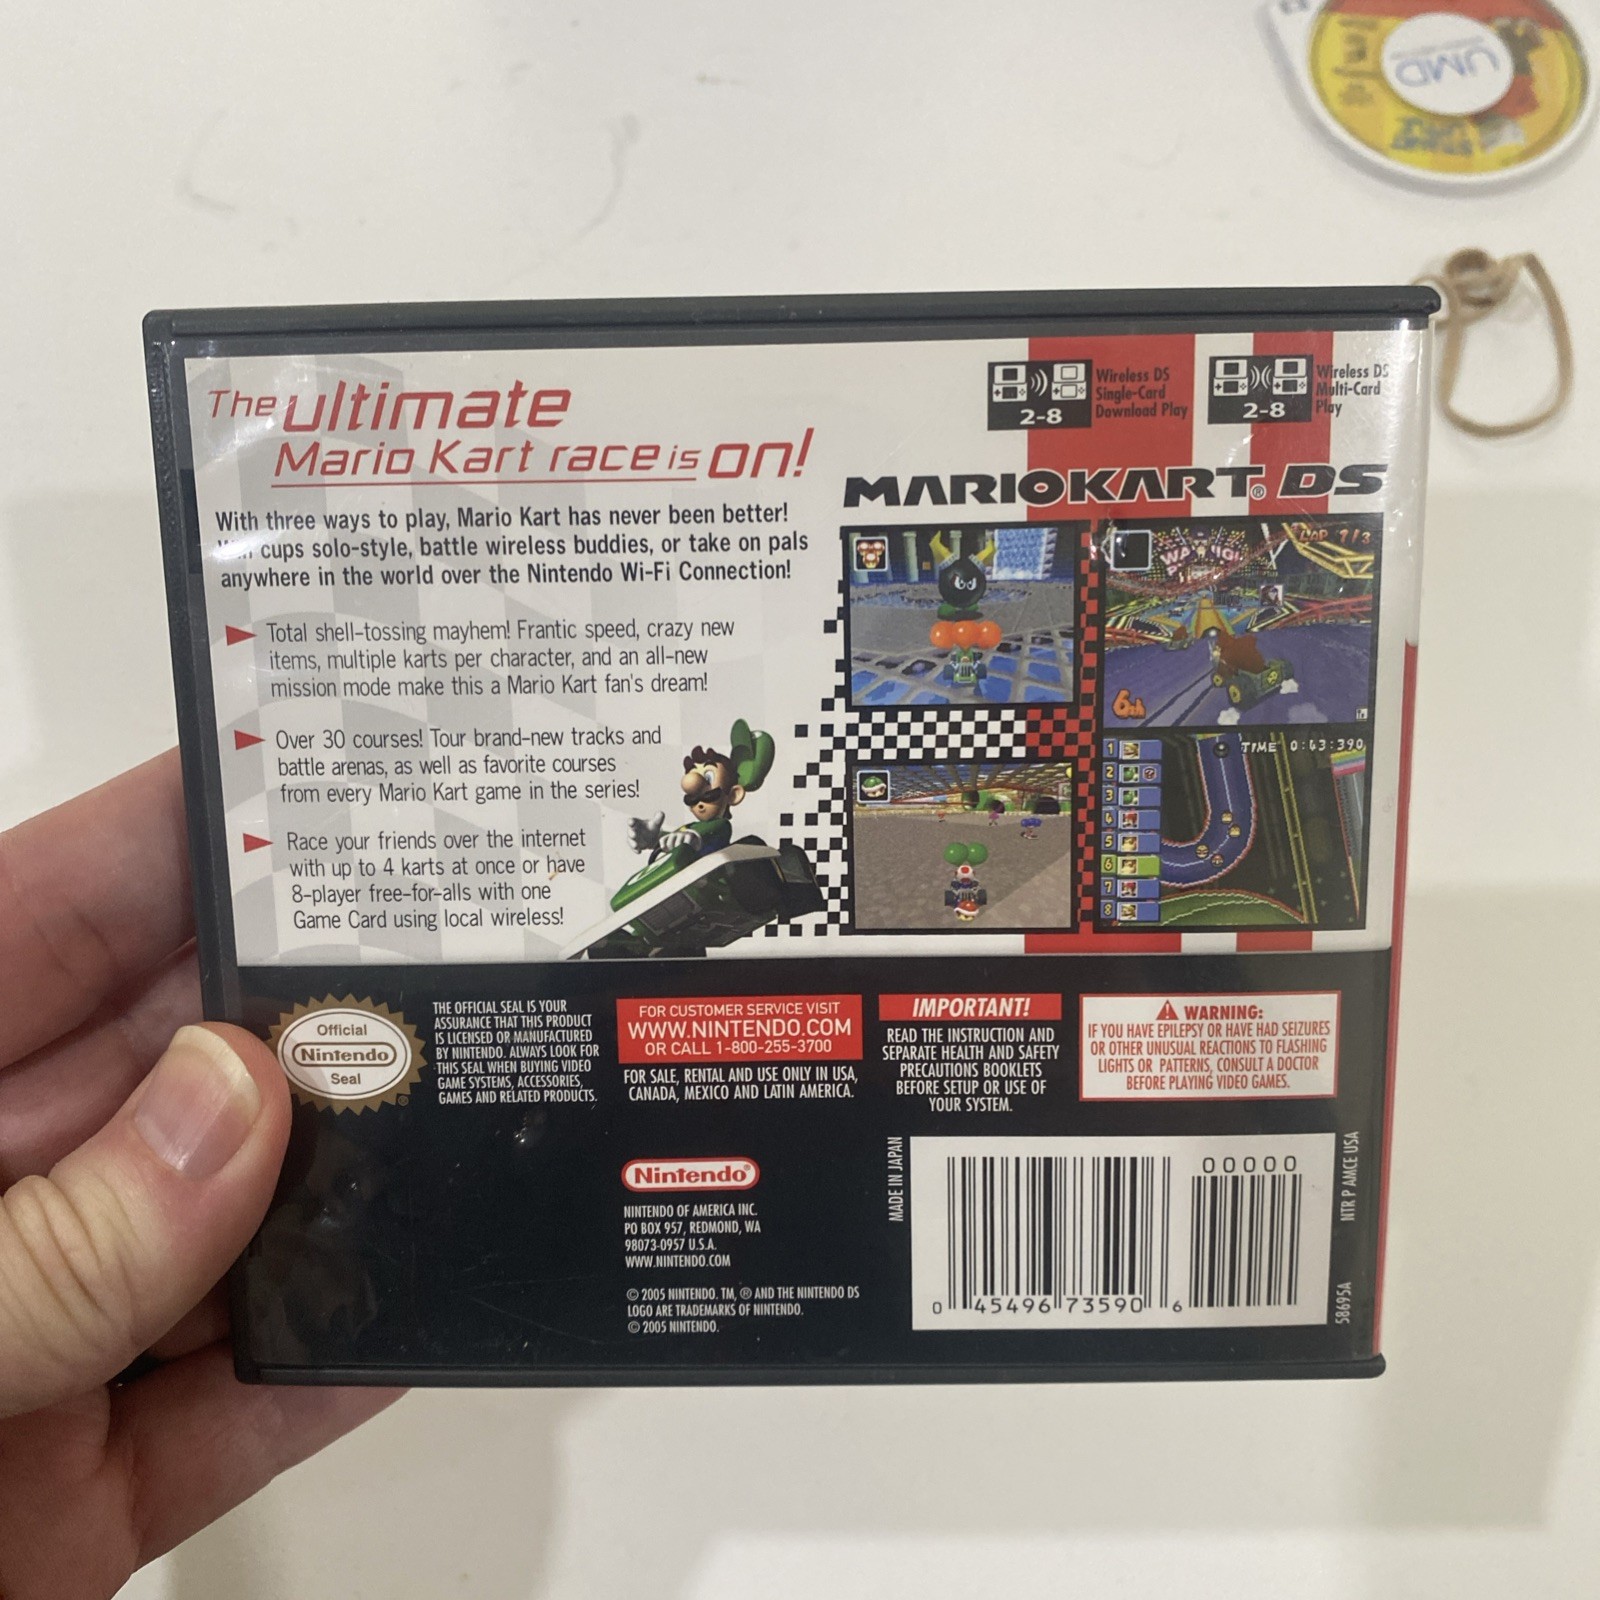 UMD
The ultimate
Mario Kart race is on!
With three ways to play, Mario Kart has never been better!
cups solo-style, battle wireless buddies, or take on pals
anywhere in the world over the Nintendo Wi-Fi Connection!
Total shell-tossing mayhem! Frantic speed, crazy new
items, multiple karts per character, and an all-new
mission mode make this a Mario Kart fan's dream!
Over 30 courses! Tour brand-new tracks and
battle arenas, as well as favorite courses
from every Mario Kart game in the series!
Race your friends over the internet
with up to 4 karts at once or have
8-player free-for-alls with one
Game Card using local wireless!
2-8
Wireless DS
Single-Card
Download Play
2-8
Wireless DS
Multi-Card
Play
MARIOKART® DS
LAP 1/3
6th
TIME 0:43:390
1
2
3
4
5
6
7
8
Official
Nintendo
Seal
®
THE OFFICIAL SEAL IS YOUR
ASSURANCE THAT THIS PRODUCT
IS LICENSED OR MANUFACTURED
BY NINTENDO. ALWAYS LOOK FOR
THIS SEAL WHEN BUYING VIDEO
GAME SYSTEMS, ACCESSORIES,
GAMES AND RELATED PRODUCTS.
FOR CUSTOMER SERVICE VISIT
WWW.NINTENDO.COM
OR CALL 1-800-255-3700
FOR SALE, RENTAL AND USE ONLY IN USA,
CANADA, MEXICO AND LATIN AMERICA.
IMPORTANT!
READ THE INSTRUCTION AND
SEPARATE HEALTH AND SAFETY
PRECAUTIONS BOOKLETS
BEFORE SETUP OR USE OF
YOUR SYSTEM.
WARNING:
IF YOU HAVE EPILEPSY OR HAVE HAD SEIZURES
OR OTHER UNUSUAL REACTIONS TO FLASHING
LIGHTS OR PATTERNS, CONSULT A DOCTOR
BEFORE PLAYING VIDEO GAMES.
Nintendo®
NINTENDO OF AMERICA INC.
PO BOX 957, REDMOND, WA
98073-0957 U.S.A.
WWW.NINTENDO.COM
© 2005 NINTENDO. TM, ® AND THE NINTENDO DS
LOGO ARE TRADEMARKS OF NINTENDO.
© 2005 NINTENDO.
MADE IN JAPAN
00000
0 45496 73590 6
NTR P AMCE USA
58695A